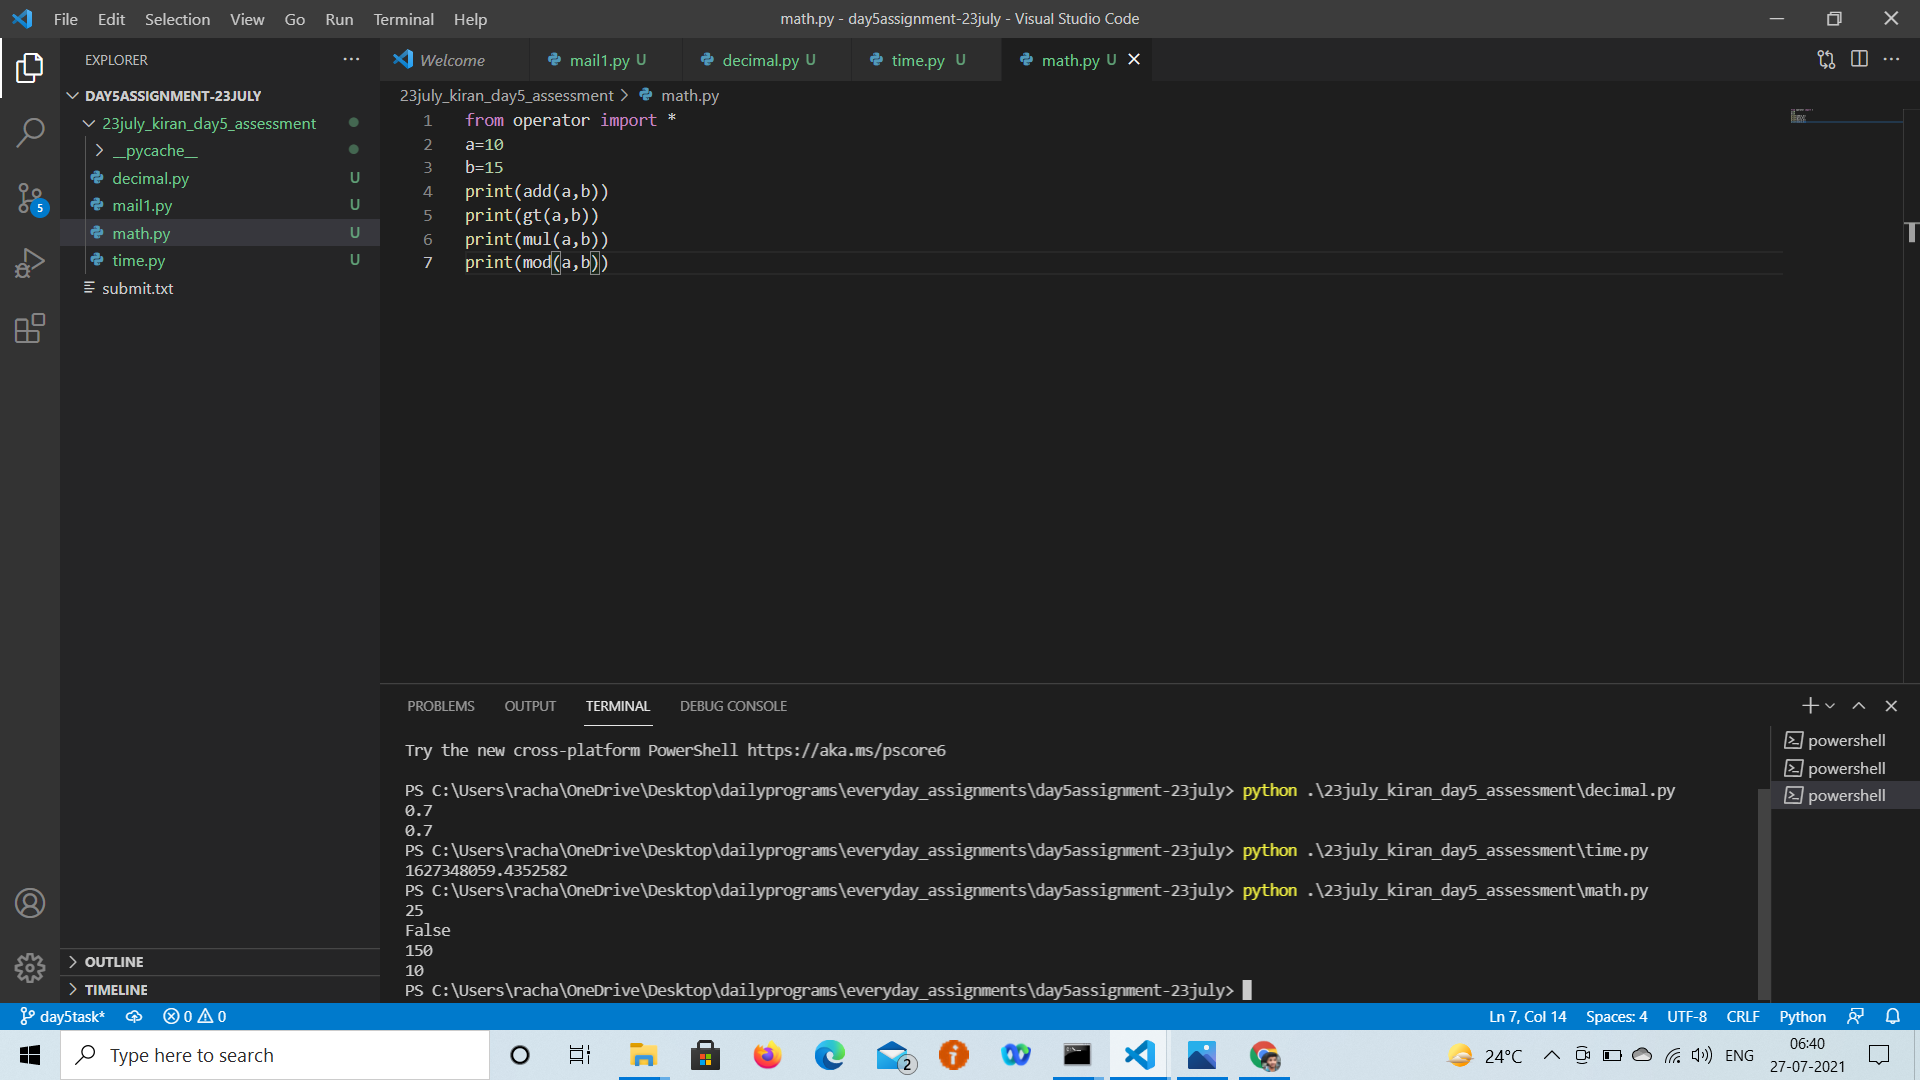 File Edit Selection View Go Run Terminal Help
math.py - day5assignment-23july - Visual Studio Code
EXPLORER
DAY5ASSIGNMENT-23JULY
23july_kiran_day5_assessment
__pycache__
decimal.py U
mail1.py U
math.py U
time.py U
submit.txt
5
OUTLINE
TIMELINE
Welcome mail1.py U decimal.py U time.py U math.py U
23july_kiran_day5_assessment > math.py
1 from operator import *
2 a=10
3 b=15
4 print(add(a,b))
5 print(gt(a,b))
6 print(mul(a,b))
7 print(mod(a,b))
PROBLEMS OUTPUT TERMINAL DEBUG CONSOLE
Try the new cross-platform PowerShell https://aka.ms/pscore6
PS C:\Users\racha\OneDrive\Desktop\dailyprograms\everyday_assignments\day5assignment-23july> python .\23july_kiran_day5_assessment\decimal.py
0.7
0.7
PS C:\Users\racha\OneDrive\Desktop\dailyprograms\everyday_assignments\day5assignment-23july> python .\23july_kiran_day5_assessment\time.py
1627348059.4352582
PS C:\Users\racha\OneDrive\Desktop\dailyprograms\everyday_assignments\day5assignment-23july> python .\23july_kiran_day5_assessment\math.py
25
False
150
10
PS C:\Users\racha\OneDrive\Desktop\dailyprograms\everyday_assignments\day5assignment-23july>
powershell
powershell
powershell
day5task* 0 0
Ln 7, Col 14 Spaces: 4 UTF-8 CRLF Python
Type here to search
2
24°C ENG
06:40
27-07-2021